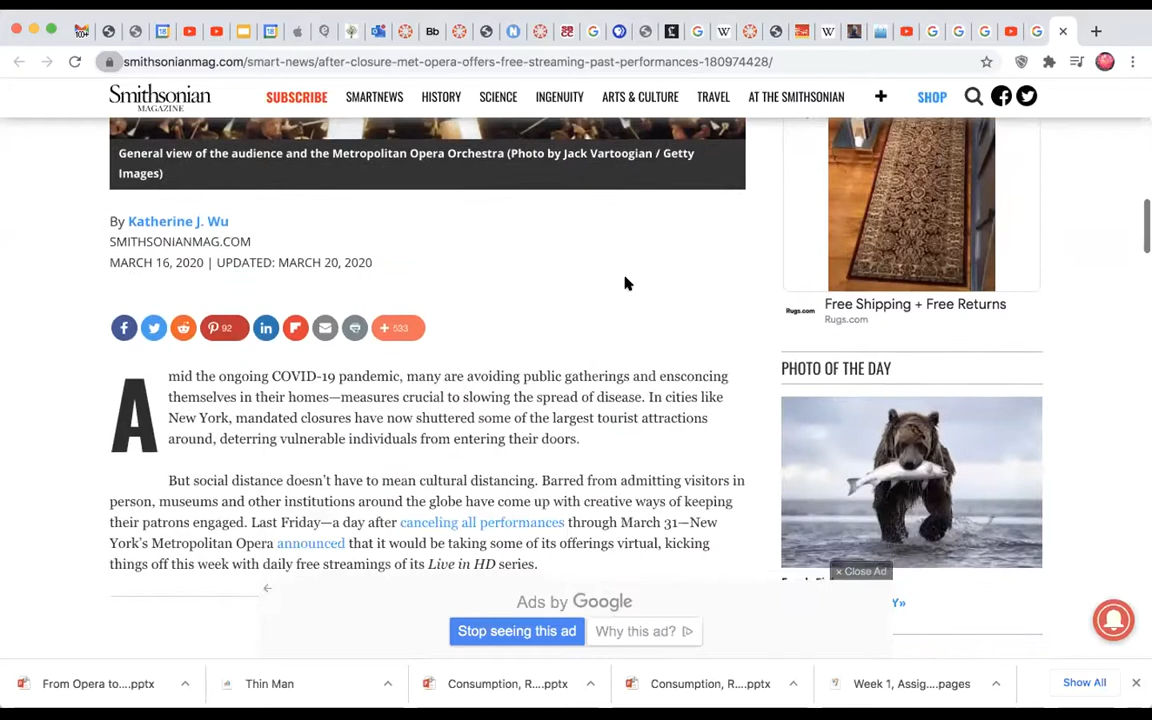 10+
18
Bb
18
smithsonianmag.com/smart-news/after-closure-met-opera-offers-free-streaming-past-performances-180974428/
Smithsonian
MAGAZINE
SUBSCRIBE SMARTNEWS HISTORY SCIENCE INGENUITY ARTS & CULTURE TRAVEL AT THE SMITHSONIAN + SHOP
General view of the audience and the Metropolitan Opera Orchestra (Photo by Jack Vartoogian / Getty
Images)
By Katherine J. Wu
SMITHSONIANMAG.COM
MARCH 16, 2020 | UPDATED: MARCH 20, 2020
92
533
Amid the ongoing COVID-19 pandemic, many are avoiding public gatherings and ensconcing
themselves in their homes—measures crucial to slowing the spread of disease. In cities like
New York, mandated closures have now shuttered some of the largest tourist attractions
around, deterring vulnerable individuals from entering their doors.
But social distance doesn't have to mean cultural distancing. Barred from admitting visitors in
person, museums and other institutions around the globe have come up with creative ways of keeping
their patrons engaged. Last Friday—a day after canceling all performances through March 31—New
York's Metropolitan Opera announced that it would be taking some of its offerings virtual, kicking
things off this week with daily free streamings of its Live in HD series.
Rugs.com
Free Shipping + Free Returns
Rugs.com
PHOTO OF THE DAY
× Close Ad
Y»
Ads by Google
Stop seeing this ad
Why this ad?
From Opera to....pptx
Thin Man
Consumption, R....pptx
Consumption, R....pptx
Week 1, Assig....pages
Show All